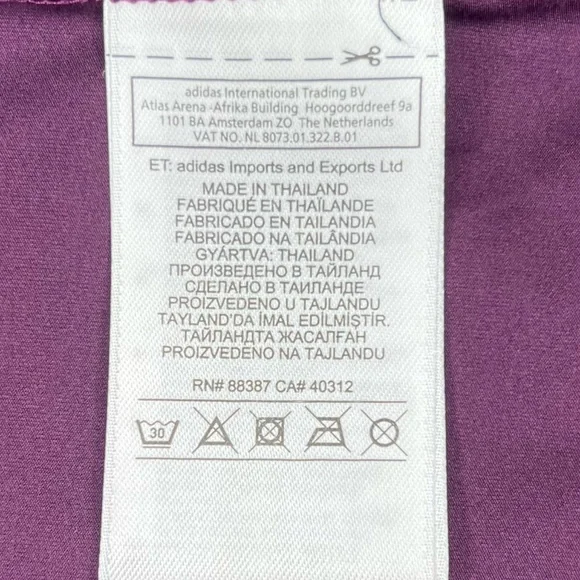 adidas International Trading BV
Atlas Arena -Afrika Building Hoogoorddreef 9a
1101 BA Amsterdam ZO The Netherlands
VAT NO. NL 8073.01.322.B.01
ET: adidas Imports and Exports Ltd
MADE IN THAILAND
FABRIQUÉ EN THAÏLANDE
FABRICADO EN TAILANDIA
FABRICADO NA TAILÂNDIA
GYÁRTVA: THAILAND
ПРОИЗВЕДЕНО В ТАЙЛАНД
СДЕЛАНО В ТАИЛАНДЕ
PROIZVEDENO U TAJLANDU
TAYLAND'DA İMAL EDİLMİŞTİR.
ТАЙЛАНДТА ЖАСАЛҒАН
PROIZVEDENO NA TAJLANDU
RN# 88387 CA# 40312
30